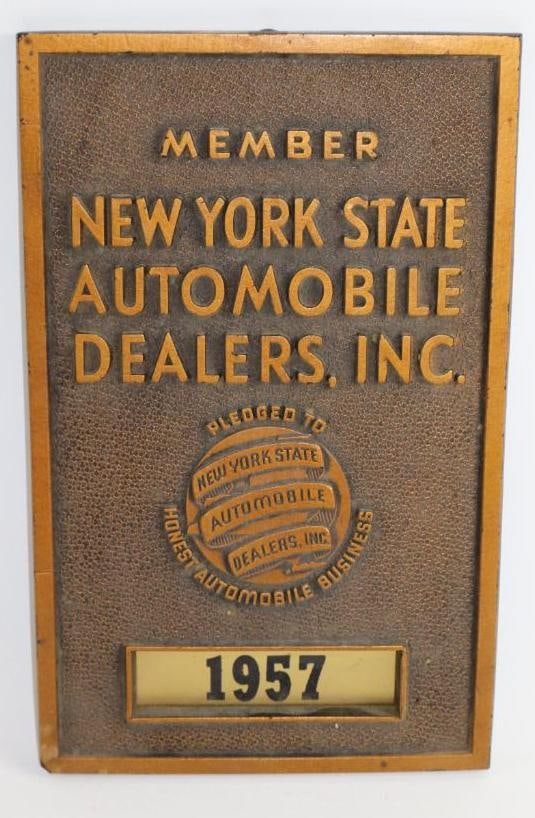 MEMBER
NEW YORK STATE
AUTOMOBILE
DEALERS, INC.
PLEDGED TO
NEW YORK STATE
AUTOMOBILE
DEALERS, INC
HONEST AUTOMOBILE BUSINESS
1957